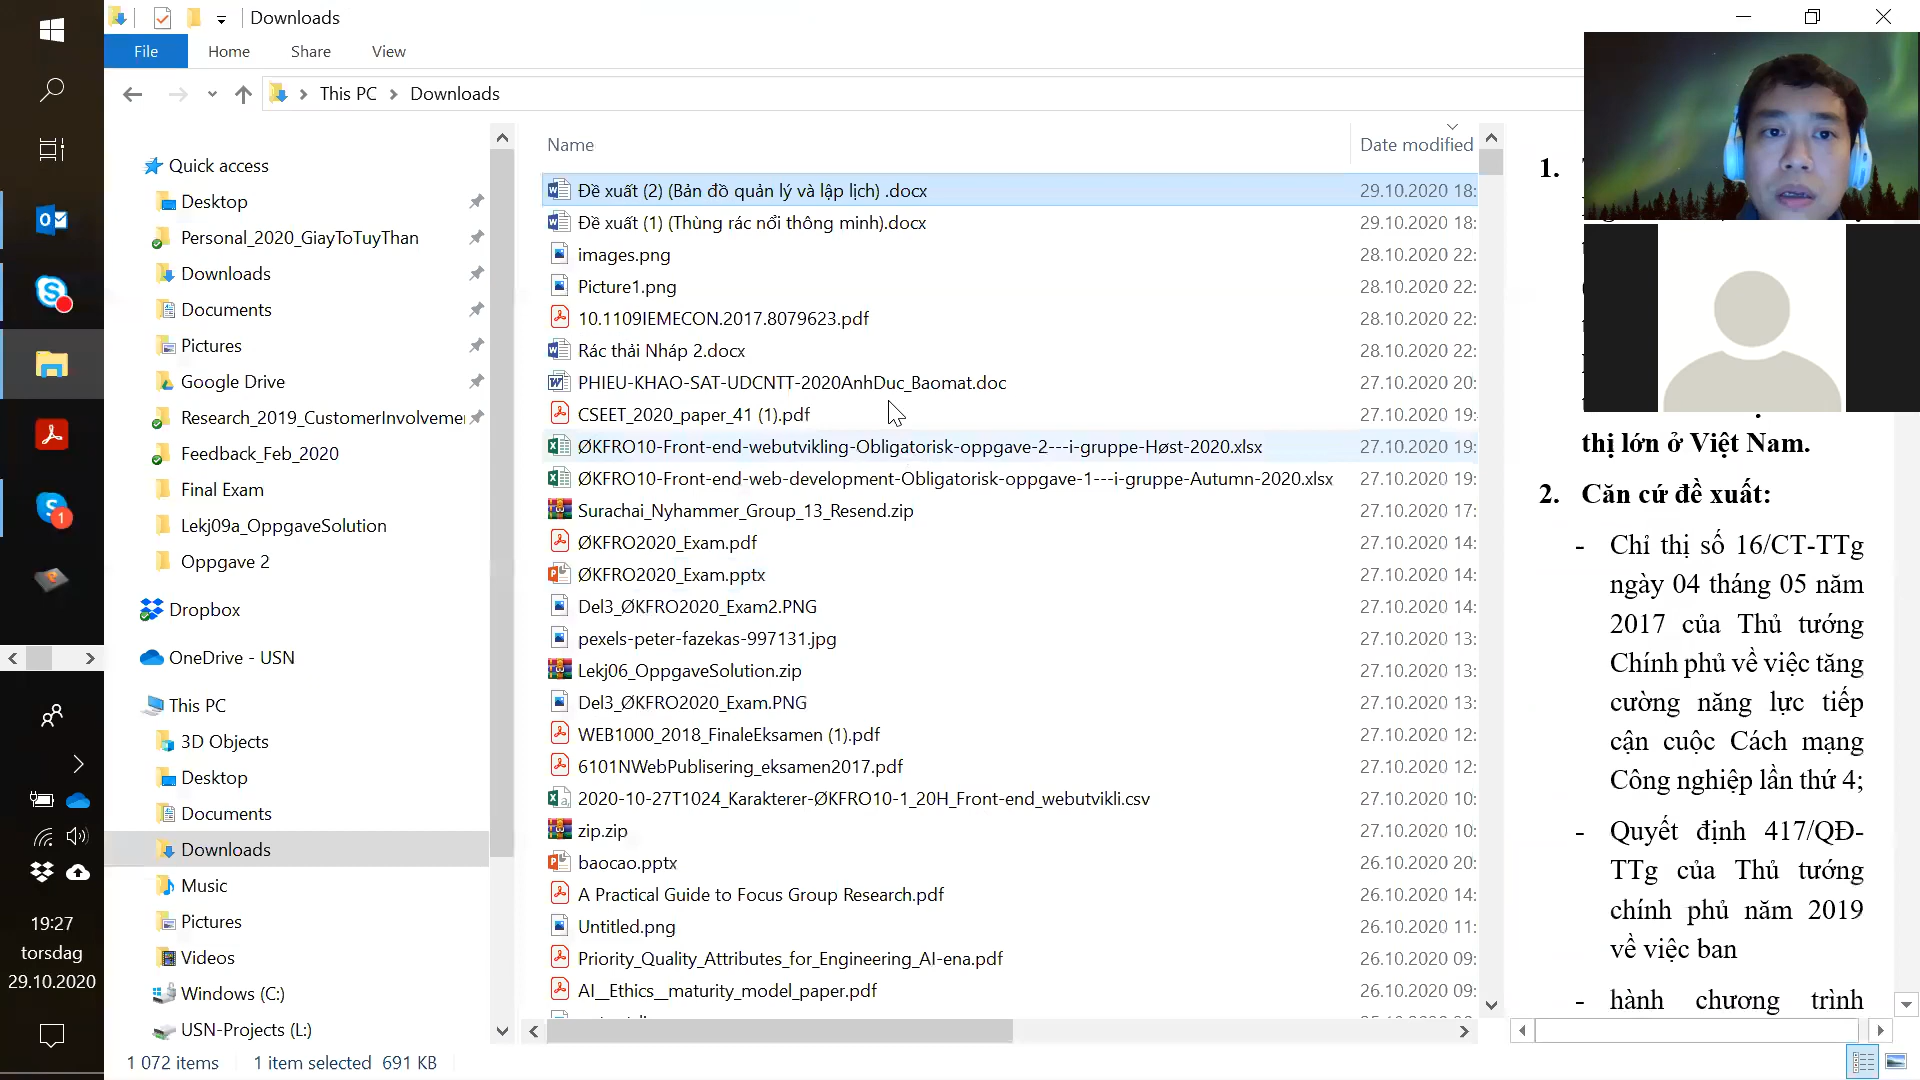 Downloads
File Home Share View
This PC Downloads
Name Date modified
Quick access
Desktop
Personal_2020_GiayToTuyThan
Downloads
Documents
Pictures
Google Drive
Research_2019_CustomerInvolveme
Feedback_Feb_2020
Final Exam
Lekj09a_OppgaveSolution
Oppgave 2
Dropbox
OneDrive - USN
This PC
3D Objects
Desktop
Documents
Downloads
Music
Pictures
Videos
Windows (C:)
USN-Projects (L:)
Đề xuất (2) (Bản đồ quản lý và lập lịch) .docx 29.10.2020 18:
Đề xuất (1) (Thùng rác nổi thông minh).docx 29.10.2020 18:
images.png 28.10.2020 22:
Picture1.png 28.10.2020 22:
10.1109IEMECON.2017.8079623.pdf 28.10.2020 22:
Rác thải Nháp 2.docx 28.10.2020 22:
PHIEU-KHAO-SAT-UDCNTT-2020AnhDuc_Baomat.doc 27.10.2020 20:
CSEET_2020_paper_41 (1).pdf 27.10.2020 19:
ØKFRO10-Front-end-webutvikling-Obligatorisk-oppgave-2---i-gruppe-Høst-2020.xlsx 27.10.2020 19:
ØKFRO10-Front-end-web-development-Obligatorisk-oppgave-1---i-gruppe-Autumn-2020.xlsx 27.10.2020 19:
Surachai_Nyhammer_Group_13_Resend.zip 27.10.2020 17:
ØKFRO2020_Exam.pdf 27.10.2020 14:
ØKFRO2020_Exam.pptx 27.10.2020 14:
Del3_ØKFRO2020_Exam2.PNG 27.10.2020 14:
pexels-peter-fazekas-997131.jpg 27.10.2020 13:
Lekj06_OppgaveSolution.zip 27.10.2020 13:
Del3_ØKFRO2020_Exam.PNG 27.10.2020 13:
WEB1000_2018_FinaleEksamen (1).pdf 27.10.2020 12:
6101NWebPublisering_eksamen2017.pdf 27.10.2020 12:
2020-10-27T1024_Karakterer-ØKFRO10-1_20H_Front-end_webutvikli.csv 27.10.2020 10:
zip.zip 27.10.2020 10:
baocao.pptx 26.10.2020 20:
A Practical Guide to Focus Group Research.pdf 26.10.2020 14:
Untitled.png 26.10.2020 11:
Priority_Quality_Attributes_for_Engineering_AI-ena.pdf 26.10.2020 09:
AI__Ethics__maturity_model_paper.pdf 26.10.2020 09:
1.
thị lớn ở Việt Nam.
2. Căn cứ đề xuất:
- Chỉ thị số 16/CT-TTg
ngày 04 tháng 05 năm
2017 của Thủ tướng
Chính phủ về việc tăng
cường năng lực tiếp
cận cuộc Cách mạng
Công nghiệp lần thứ 4;
- Quyết định 417/QĐ-
TTg của Thủ tướng
chính phủ năm 2019
về việc ban
- hành chương trình
1
19:27
torsdag
29.10.2020
1 072 items 1 item selected 691 KB